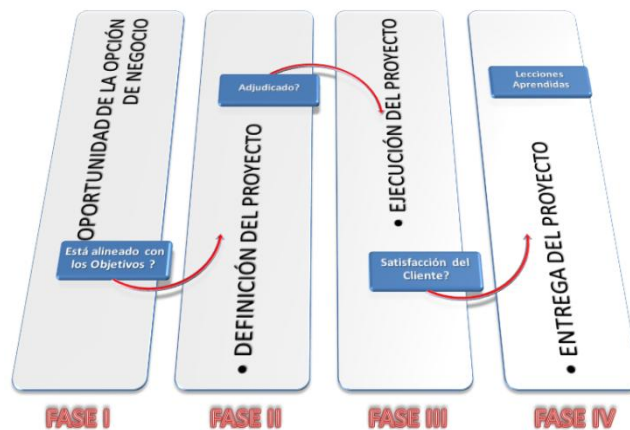 OPORTUNIDAD DE LA OPCIÓN
DE NEGOCIO
Está alineado con
los Objetivos ?
FASE I
Adjudicado?
• DEFINICIÓN DEL PROYECTO
FASE II
• EJECUCIÓN DEL PROYECTO
Satisfacción del
Cliente?
FASE III
Lecciones
Aprendidas
• ENTREGA DEL PROYECTO
FASE IV